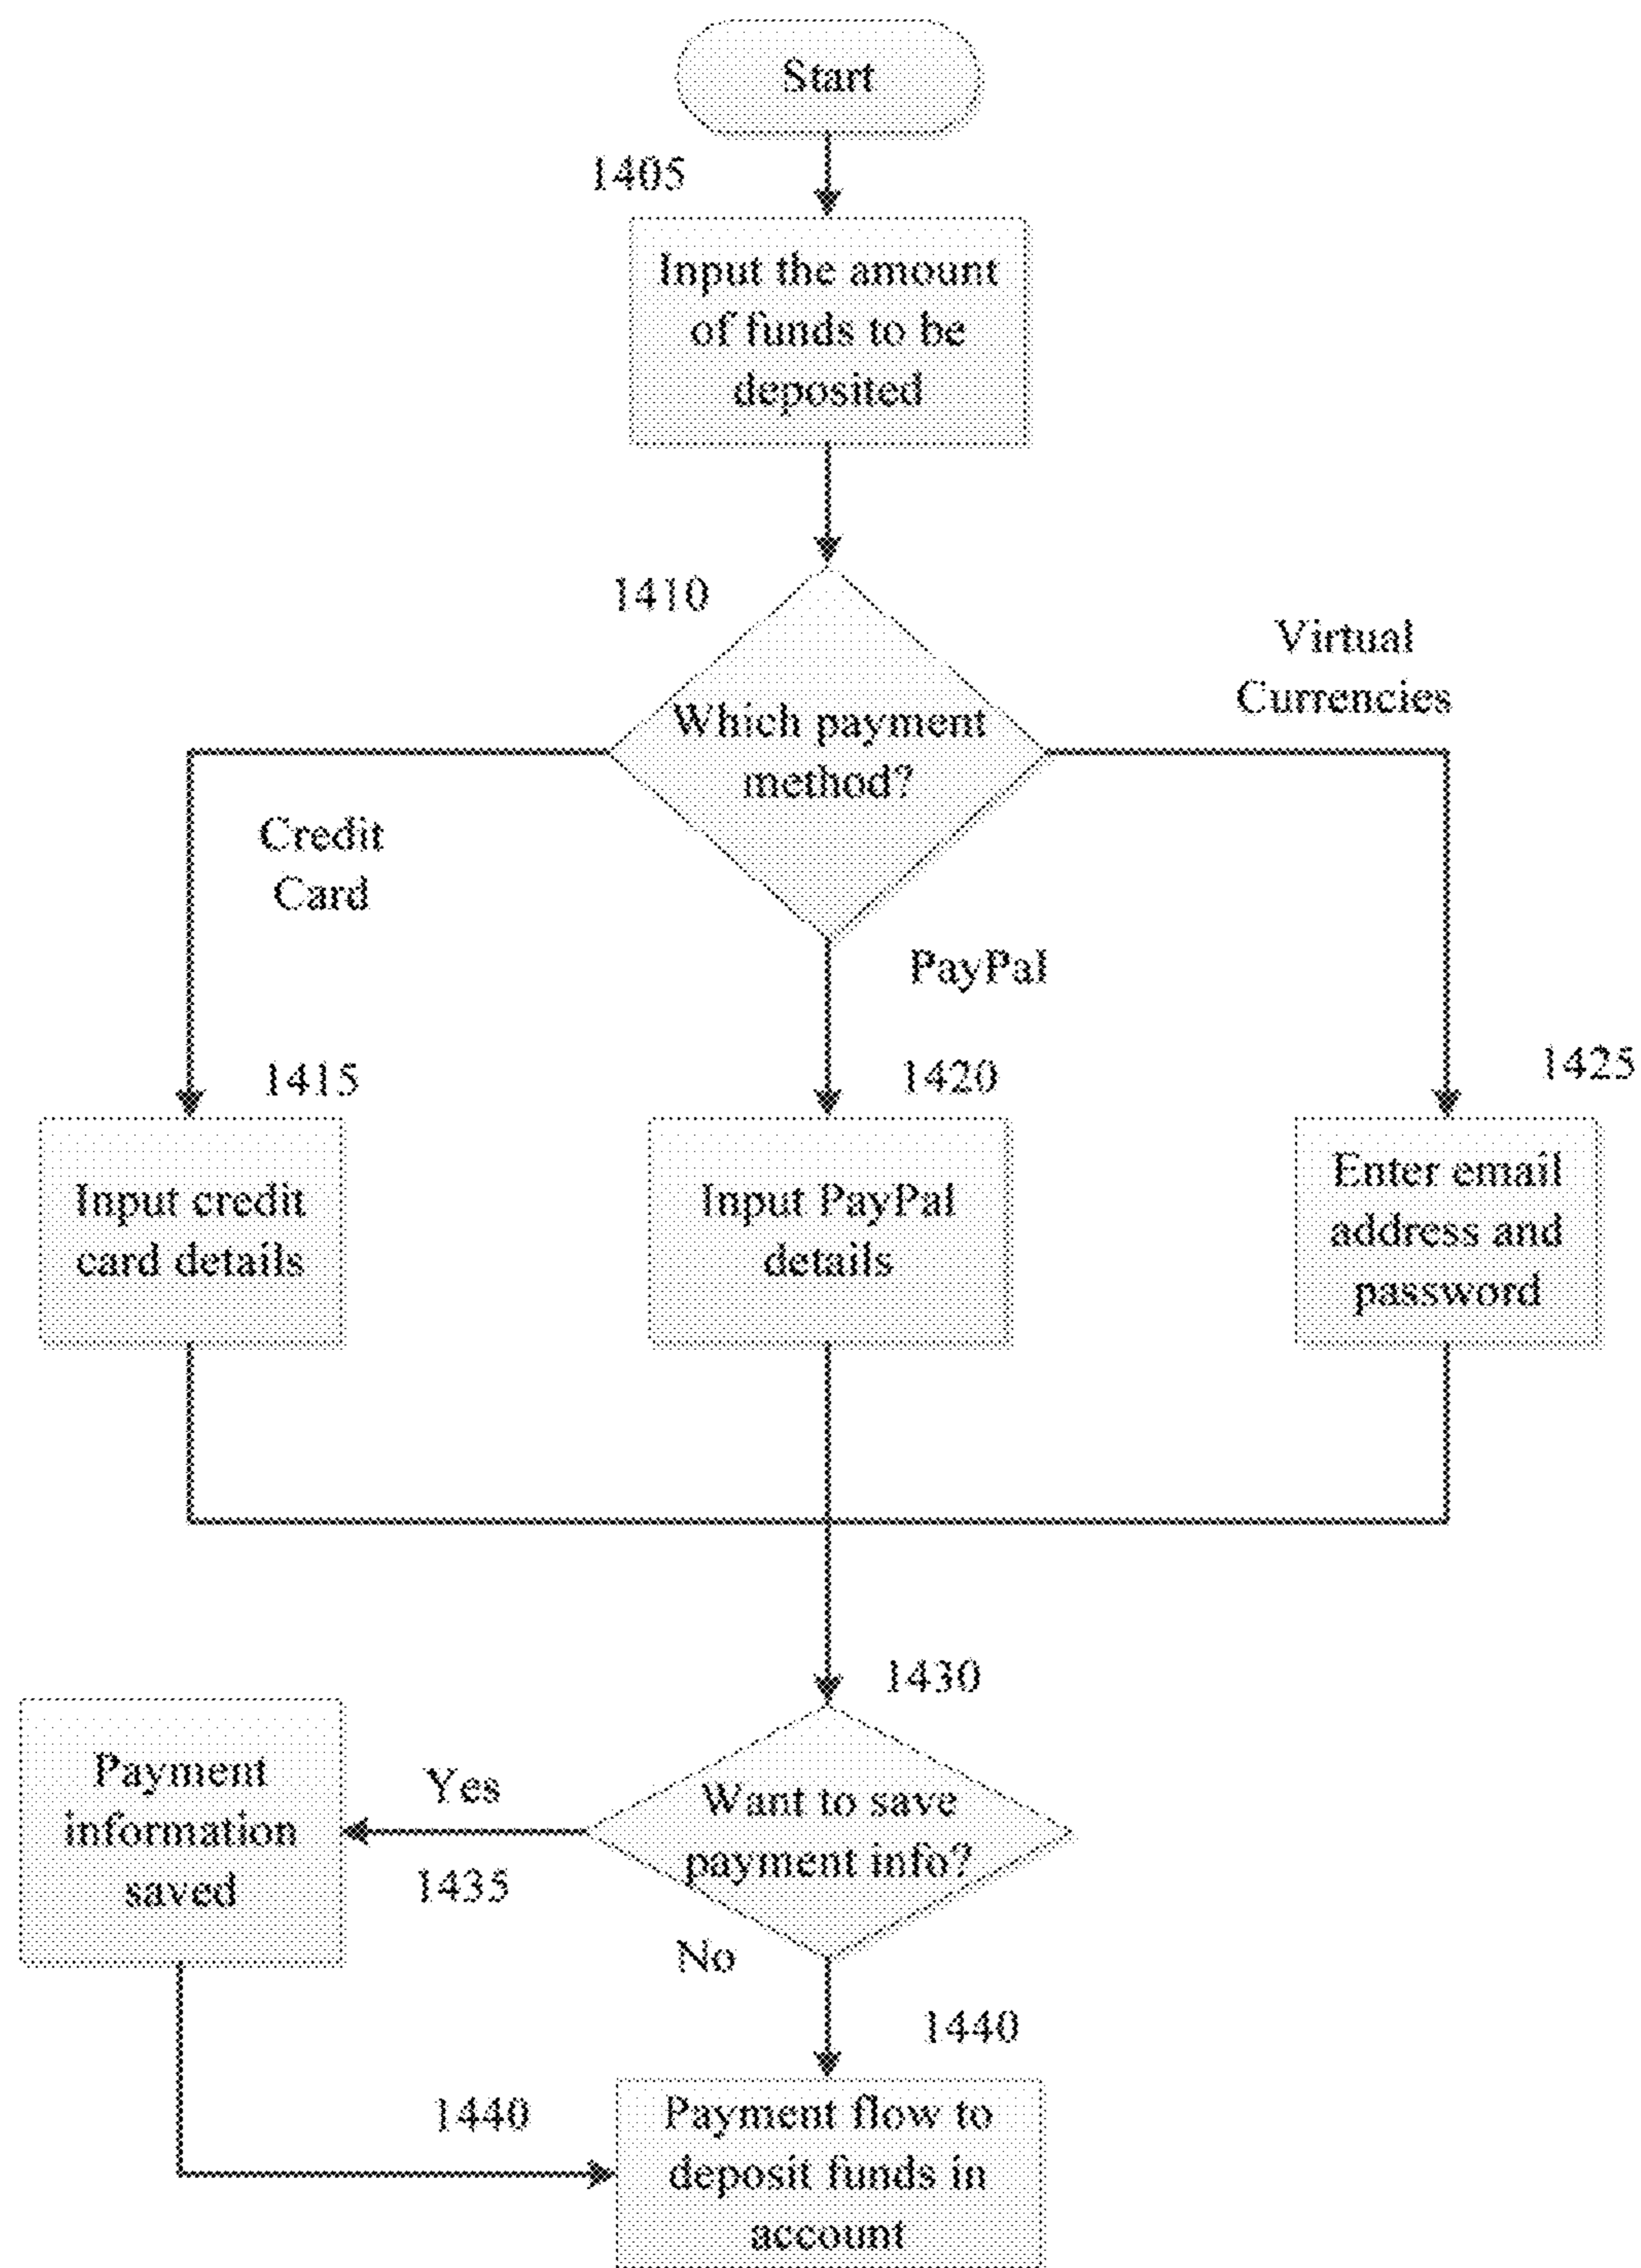 Start
1405
Input the amount
of funds to be
deposited
1410
Which payment
method?
Virtual
Currencies
Credit
Card
PayPal
1415
Input credit
card details
1420
Input PayPal
details
1425
Enter email
address and
password
1430
Want to save
payment info?
Yes
1435
Payment
information
saved
No
1440
1440
Payment flow to
deposit funds in
account